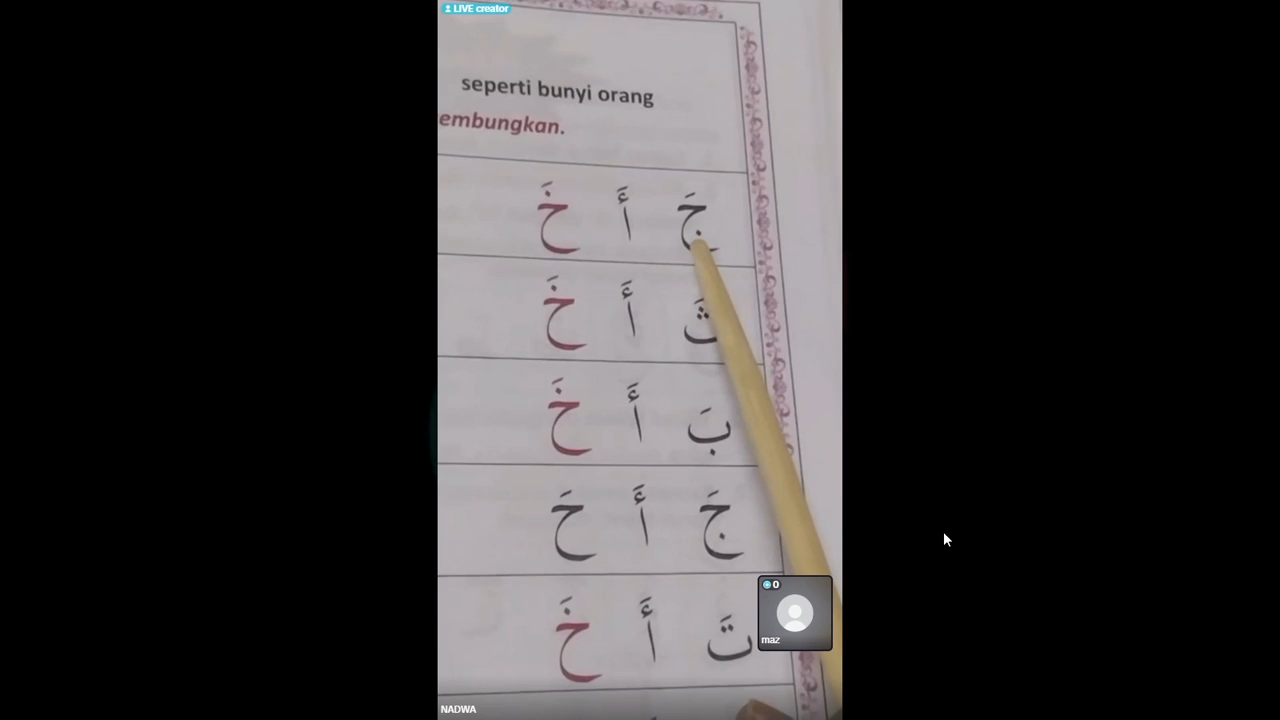 LIVE creator
seperti bunyi orang
embungkan.
جَ أَ خَ
ثَ أَ خَ
بَ أَ خَ
جَ أَ حَ
تَ أَ خَ
0
maz
NADWA